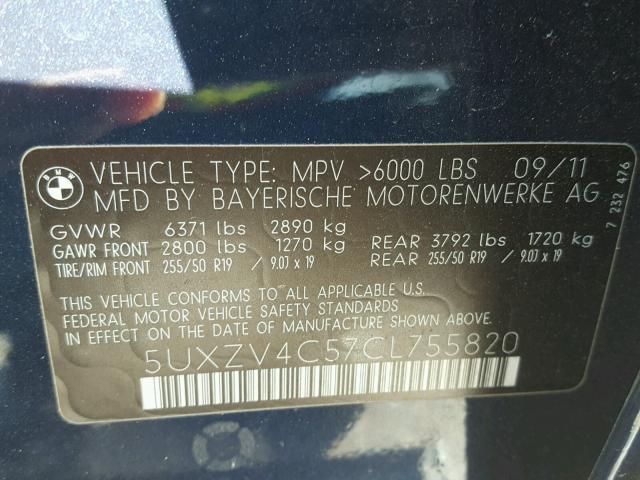 BMW
VEHICLE TYPE: MPV >6000 LBS 09/11
MFD BY BAYERISCHE MOTORENWERKE AG
GVWR 6371 lbs 2890 kg
GAWR FRONT 2800 lbs 1270 kg REAR 3792 lbs 1720 kg
TIRE/RIM FRONT 255/50 R19 / 9.0J x 19 REAR 255/50 R19 / 9.0J x 19
THIS VEHICLE CONFORMS TO ALL APPLICABLE U.S.
FEDERAL MOTOR VEHICLE SAFETY STANDARDS
IN EFFECT ON THE DATE OF MANUFACTURE SHOWN ABOVE.
5UXZV4C57CL755820
7 232 476